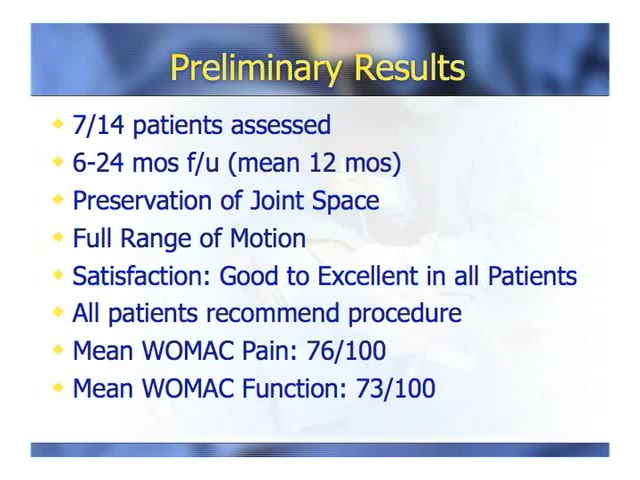 Preliminary Results
7/14 patients assessed
6-24 mos f/u (mean 12 mos)
Preservation of Joint Space
Full Range of Motion
Satisfaction: Good to Excellent in all Patients
All patients recommend procedure
Mean WOMAC Pain: 76/100
Mean WOMAC Function: 73/100